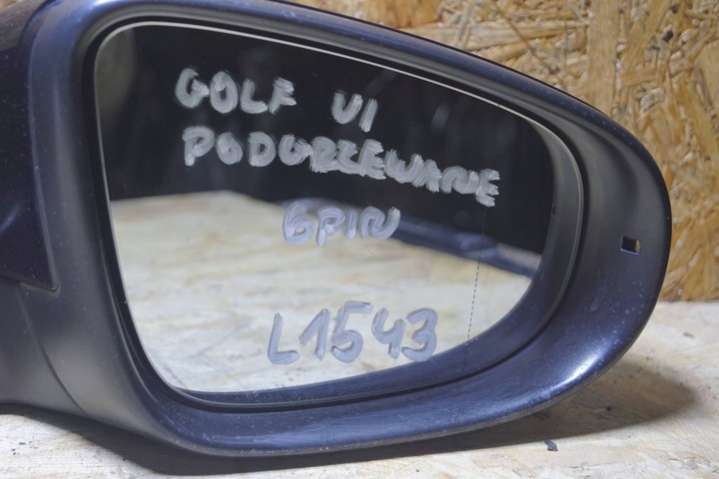 GOLF VI
PODGRZEWANE
6PIN
L1543